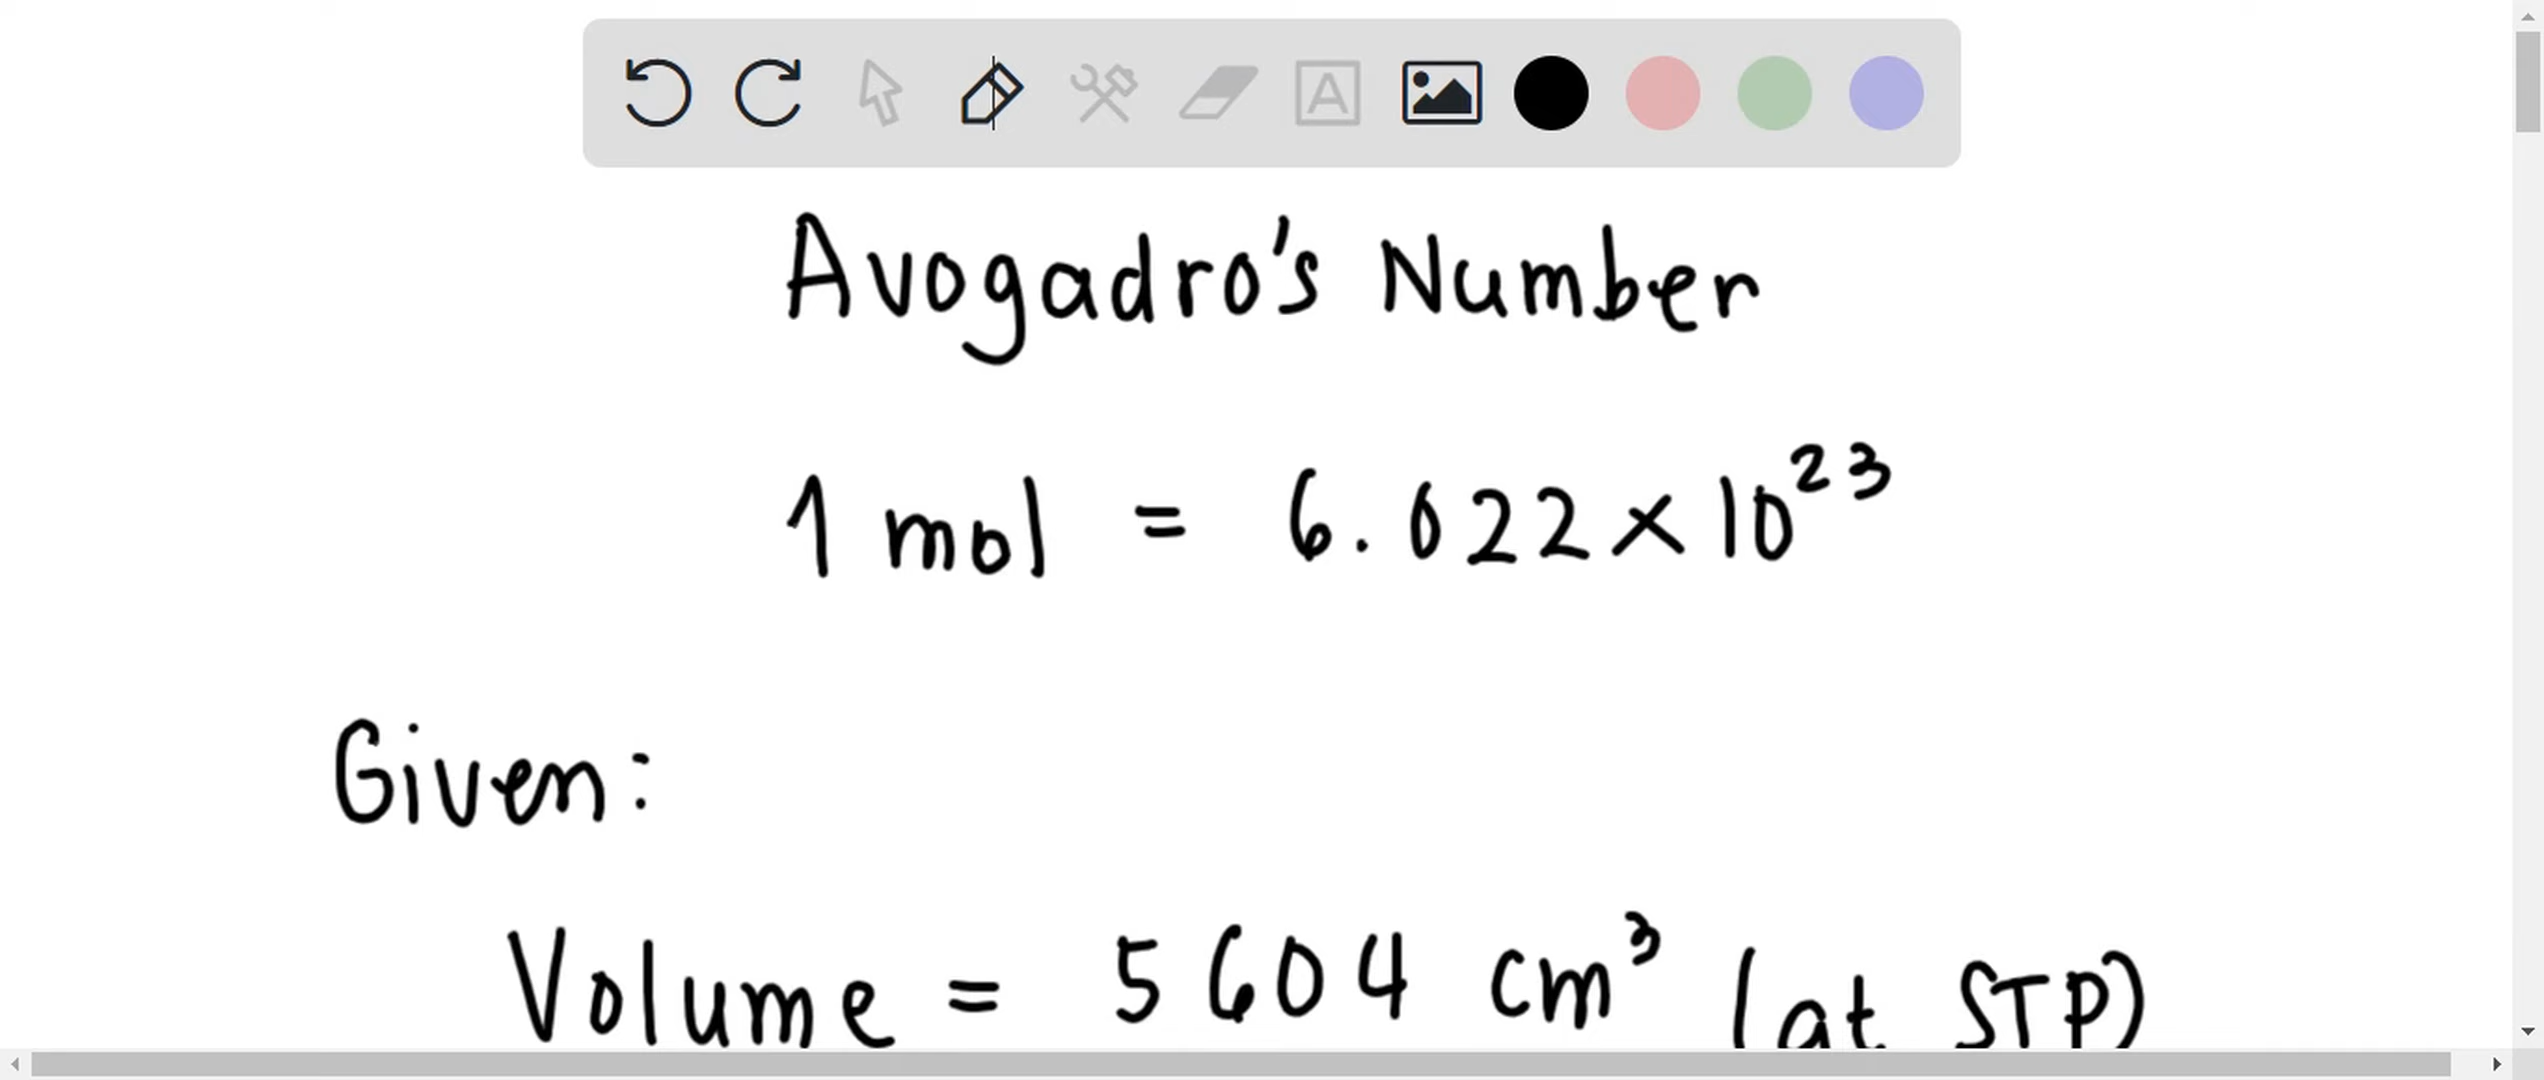 A
Avogadro's Number
1 mol = 6.022 × 10²³
Given:
Volume = 5604 cm³ (at STP)